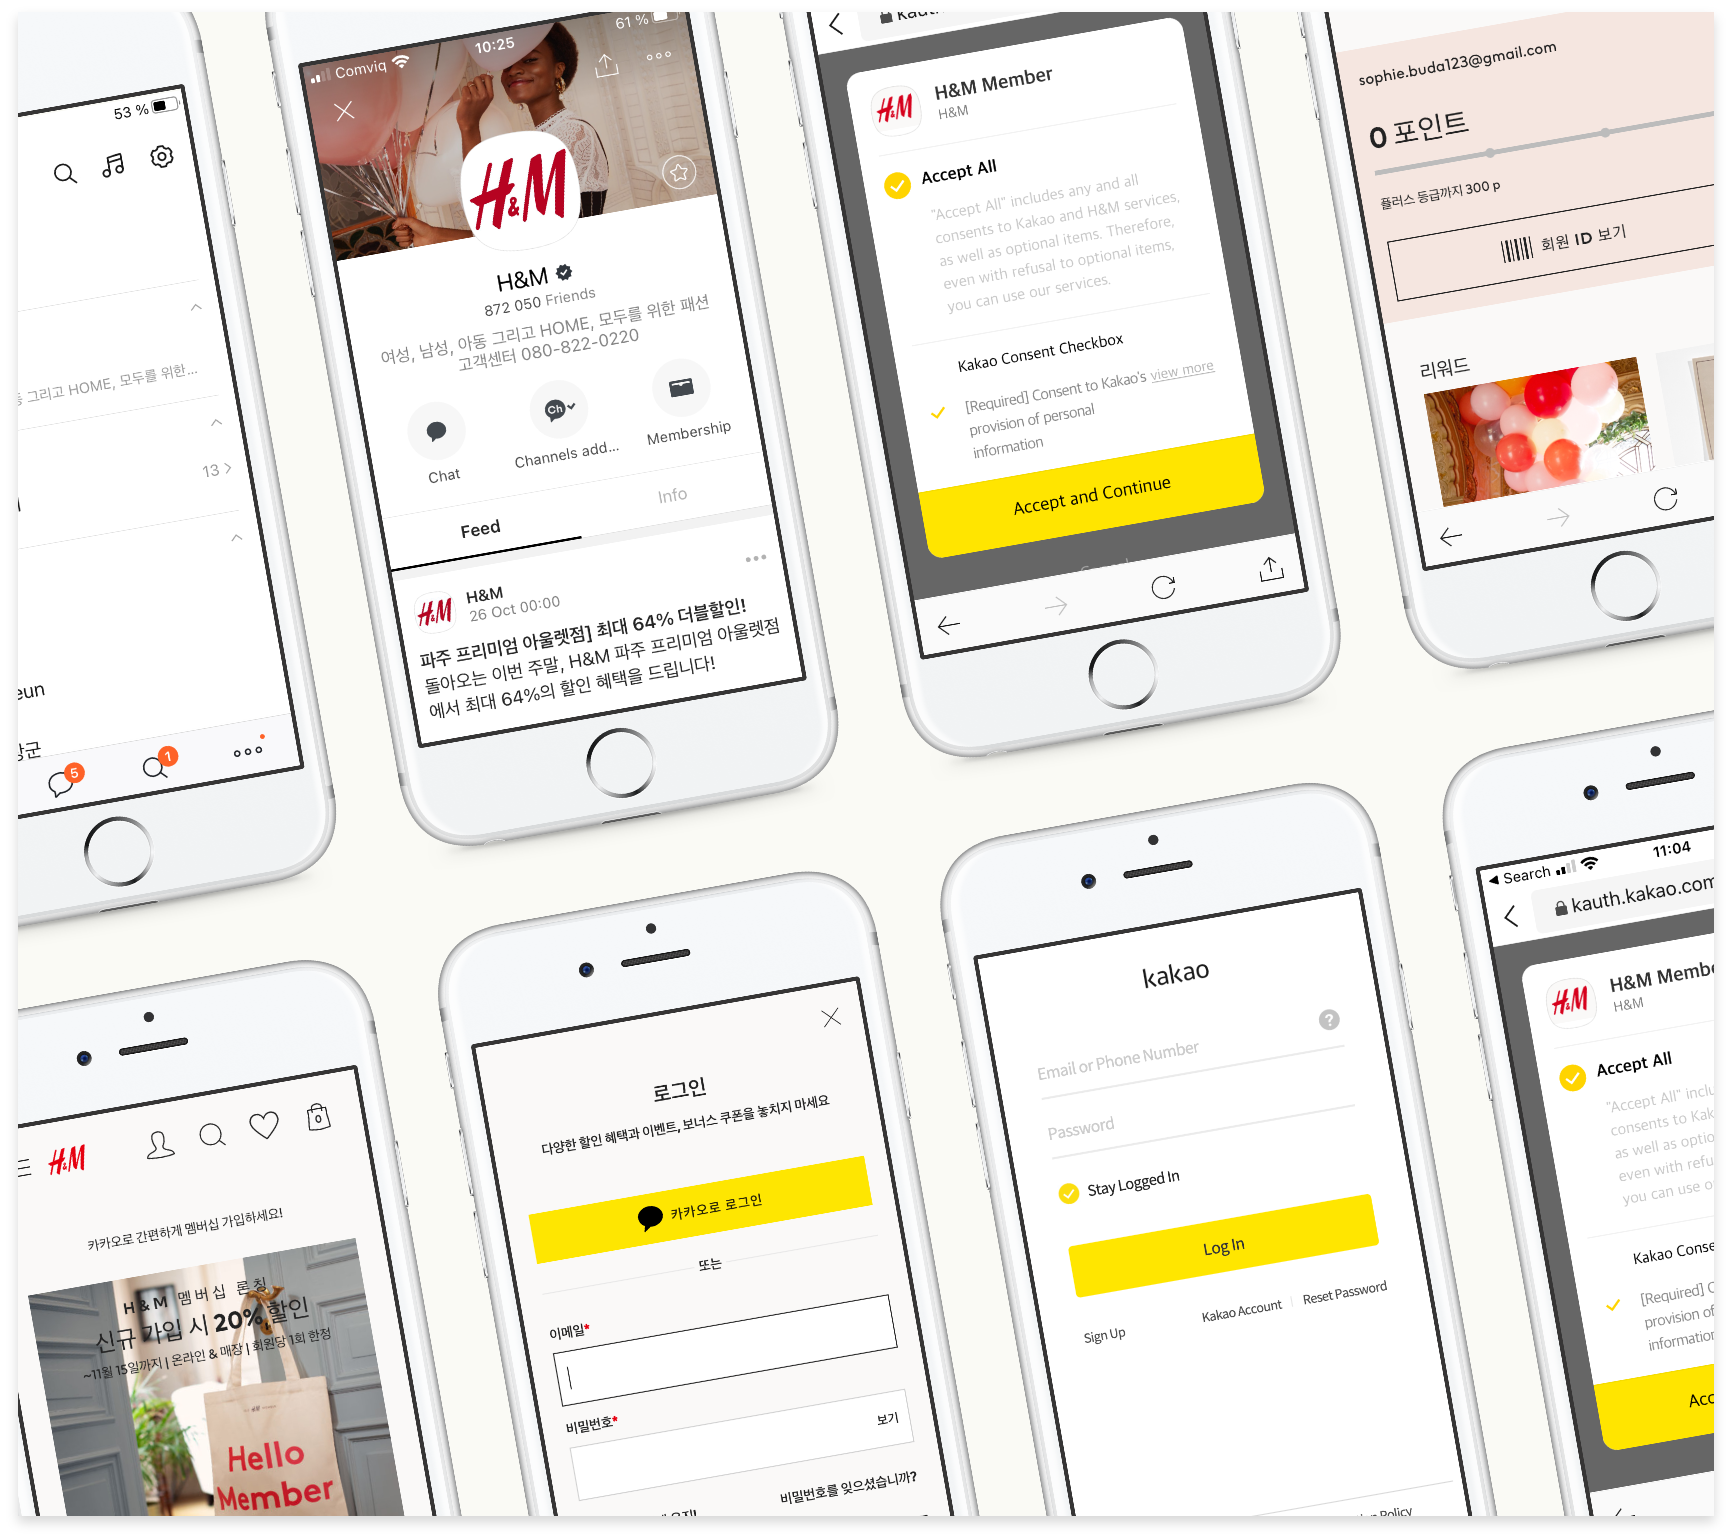 53 %
그리고 HOME, 모두를 위한...
13
eun
5
1
Comviq
10:25
61 %
H&M
H&M
872 050 Friends
여성, 남성, 아동 그리고 HOME, 모두를 위한 패션
고객센터 080-822-0220
Chat
Ch
Channels add...
Membership
Feed
Info
H&M
H&M
26 Oct 00:00
파주 프리미엄 아울렛점] 최대 64% 더블할인!
돌아오는 이번 주말, H&M 파주 프리미엄 아울렛점
에서 최대 64%의 할인 혜택을 드립니다!
H&M
H&M Member
H&M
Accept All
"Accept All" includes any and all
consents to Kakao and H&M services,
as well as optional items. Therefore,
even with refusal to optional items,
you can use our services.
Kakao Consent Checkbox
[Required] Consent to Kakao's view more
provision of personal
information
Accept and Continue
sophie.buda123@gmail.com
0 포인트
플러스 등급까지 300 p
회원 ID 보기
리워드
H&M
0
카카오로 간편하게 멤버십 가입하세요!
H&M 멤버십 론칭
신규 가입 시 20% 할인
~11월 15일까지 | 온라인 & 매장 | 회원당 1회 한정
Hello
Member
로그인
다양한 할인 혜택과 이벤트, 보너스 쿠폰을 놓치지 마세요
카카오로 로그인
또는
이메일*
비밀번호*
보기
비밀번호를 잊으셨습니까?
kakao
?
Email or Phone Number
Password
Stay Logged In
Log In
Sign Up
Kakao Account
Reset Password
Policy
Search
11:04
kauth.kakao.com
H&M
H&M Membe
H&M
Accept All
"Accept All" inclu
consents to Kak
as well as optio
even with refu
you can use o
Kakao Conse
[Required] C
provision of
information
Acc